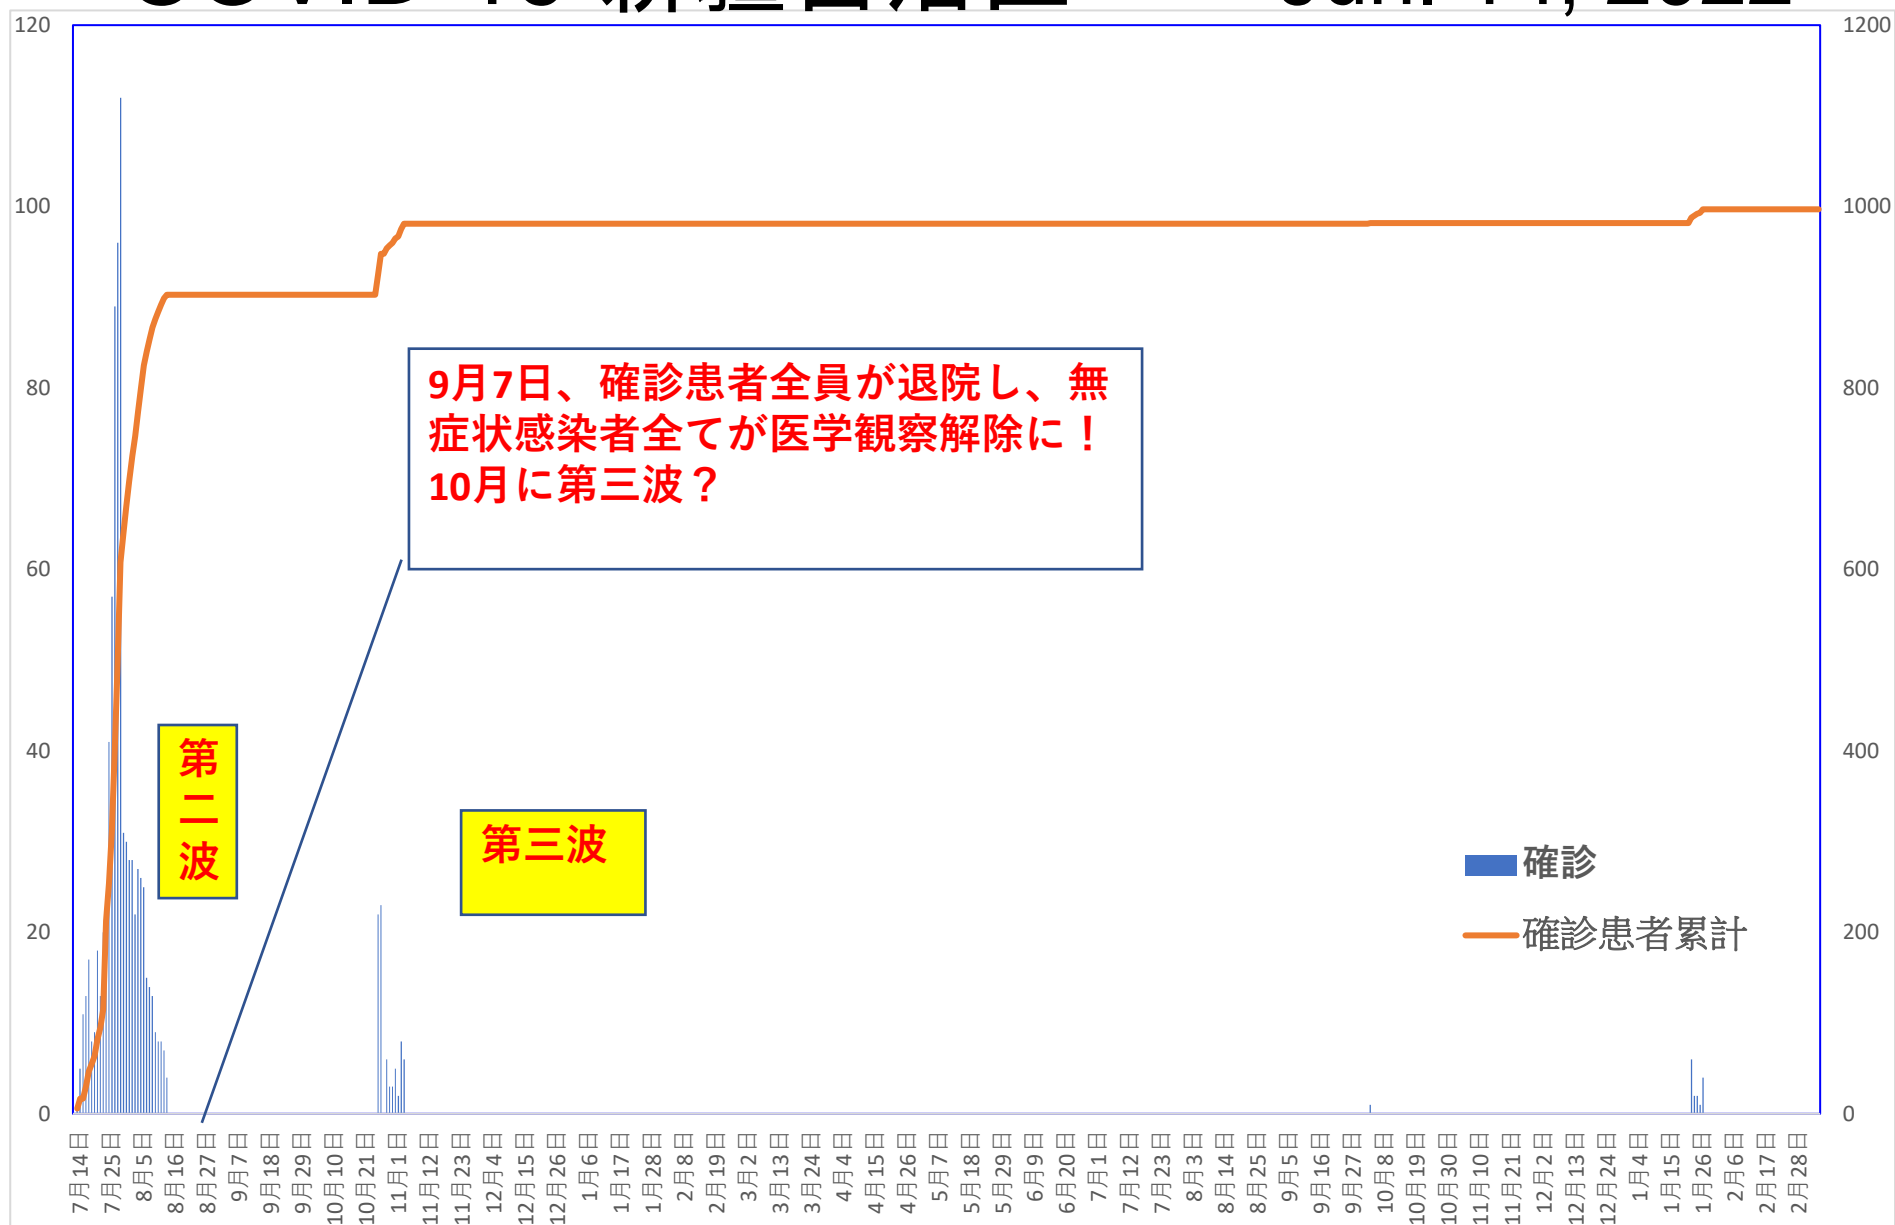 120
100
80
60
40
20
0
1200
1000
800
600
400
200
0
9月7日、確診患者全員が退院し、無
症状感染者全てが医学観察解除に！
10月に第三波？
第
二
波
第三波
確診
確診患者累計
7月14日
7月25日
8月5日
8月16日
8月27日
9月7日
9月18日
9月29日
10月10日
10月21日
11月1日
11月12日
11月23日
12月4日
12月15日
12月26日
1月6日
1月17日
1月28日
2月8日
2月19日
3月2日
3月13日
3月24日
4月4日
4月15日
4月26日
5月7日
5月18日
5月29日
6月9日
6月20日
7月1日
7月12日
7月23日
8月3日
8月14日
8月25日
9月5日
9月16日
9月27日
10月8日
10月19日
10月30日
11月10日
11月21日
12月2日
12月13日
12月24日
1月4日
1月15日
1月26日
2月6日
2月17日
2月28日